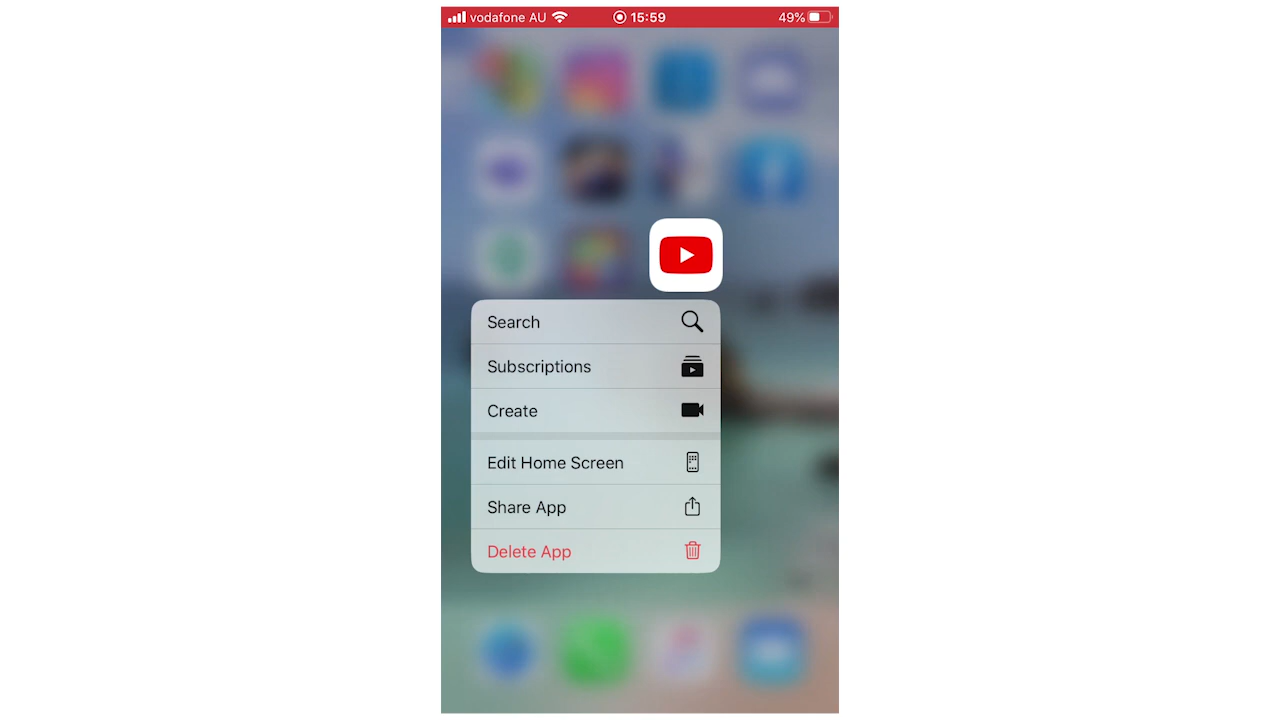 vodafone AU 15:59 49%
Search
Subscriptions
Create
Edit Home Screen
Share App
Delete App